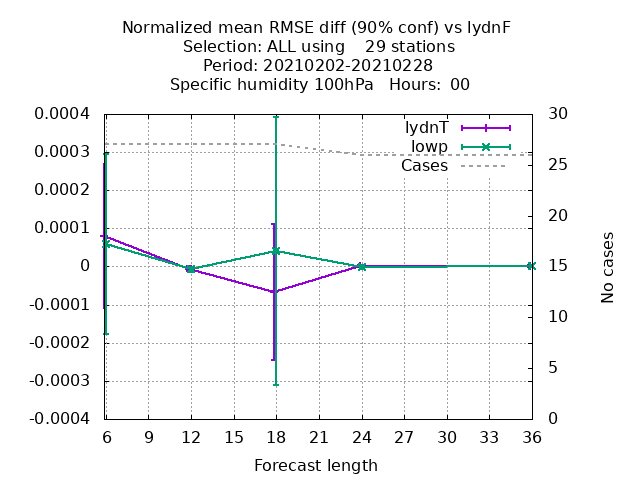 Normalized mean RMSE diff (90% conf) vs lydnF
Selection: ALL using    29 stations
Period: 20210202-20210228
Specific humidity 100hPa   Hours:  00
0.0004
0.0003
0.0002
0.0001
0
-0.0001
-0.0002
-0.0003
-0.0004
lydnT
lowp
Cases
30
25
20
15
10
5
0
No cases
6 9 12 15 18 21 24 27 30 33 36
Forecast length